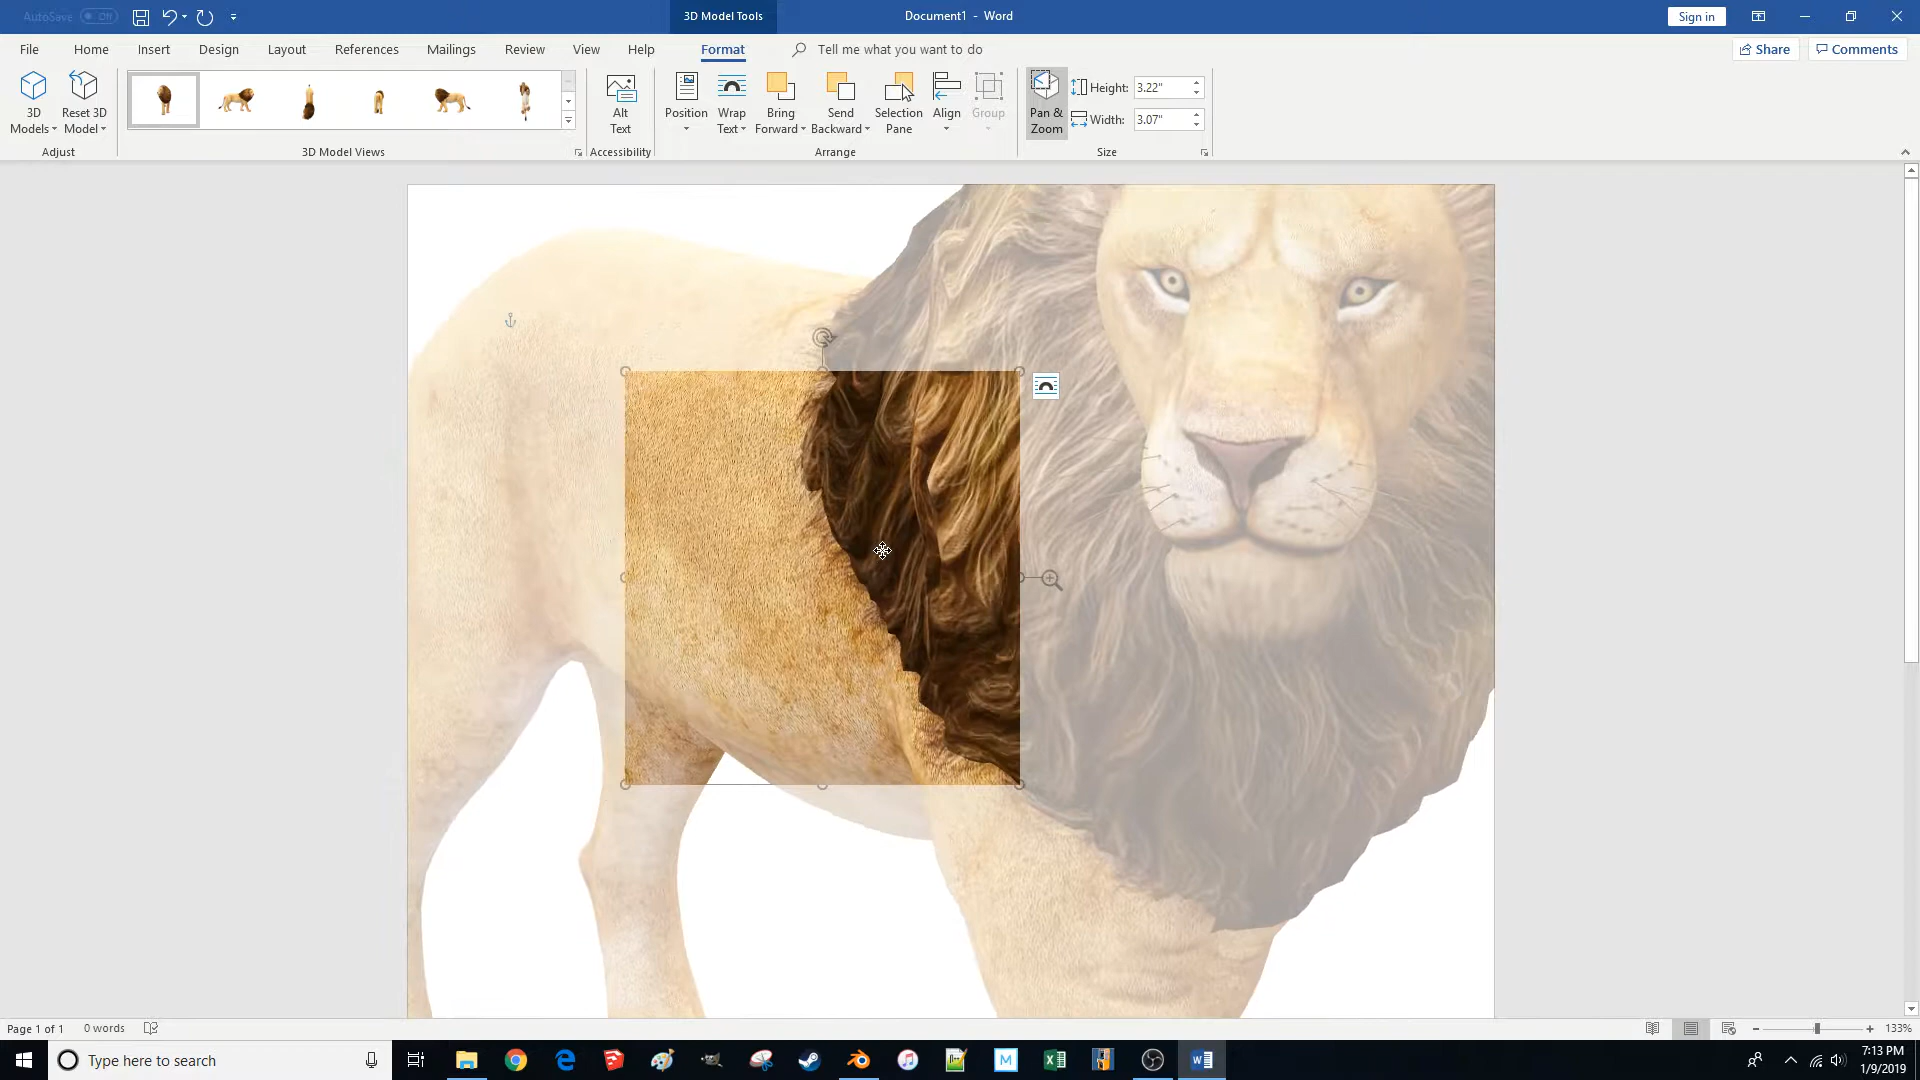 AutoSave Off
3D Model Tools
Document1 - Word
Sign in
File Home Insert Design Layout References Mailings Review View Help Format Tell me what you want to do
Share Comments
3D
Models
Reset 3D
Model
Alt
Text
Position
Wrap
Text
Bring
Forward
Send
Backward
Selection
Pane
Align
Group
Pan &
Zoom
Height: 3.22"
Width: 3.07"
Adjust 3D Model Views Accessibility Arrange Size
Page 1 of 1 0 words 133%
Type here to search
7:13 PM
1/9/2019